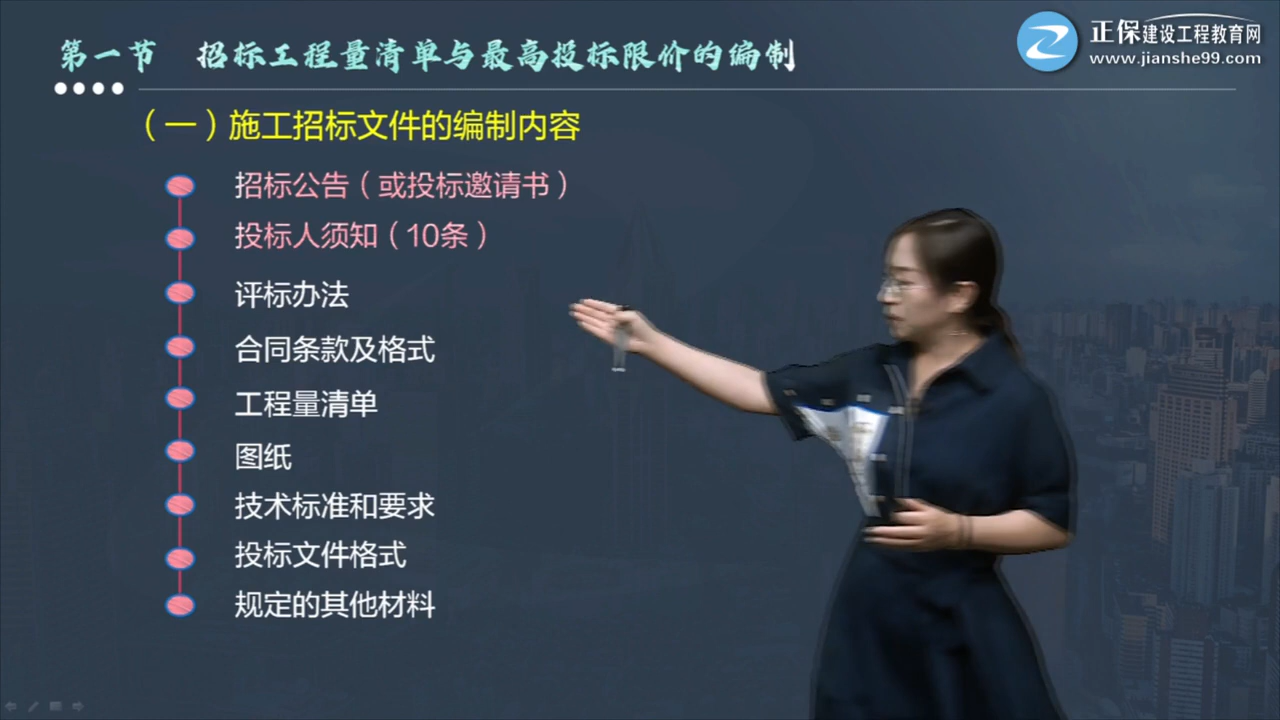 第一节 招标工程量清单与最高投标限价的编制
正保建设工程教育网
www.jianshe99.com
（一）施工招标文件的编制内容
招标公告（或投标邀请书）
投标人须知（10条）
评标办法
合同条款及格式
工程量清单
图纸
技术标准和要求
投标文件格式
规定的其他材料